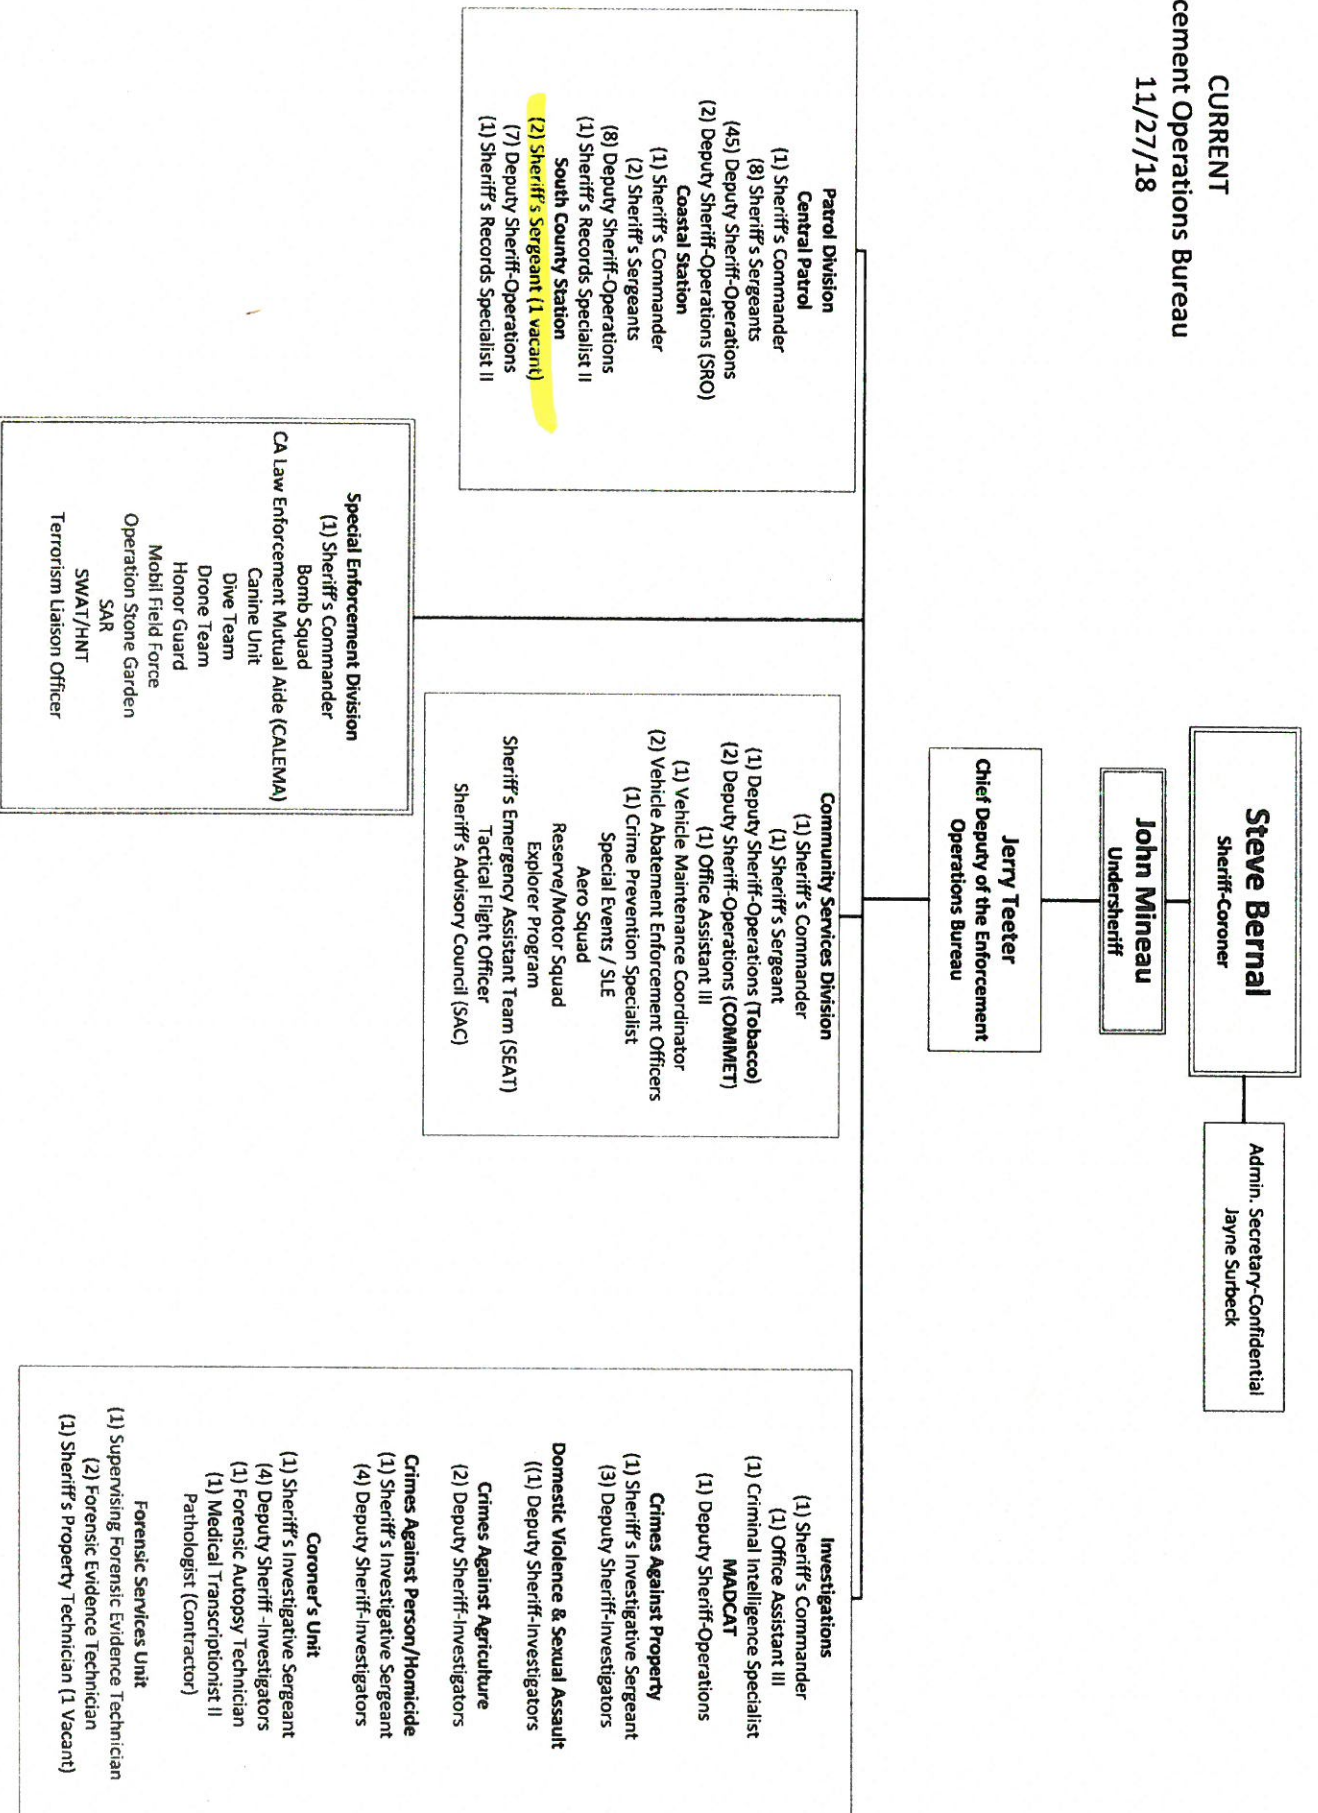 CURRENT
cement Operations Bureau
11/27/18
Steve Bernal
Sheriff-Coroner
Admin. Secretary-Confidential
Jayne Surbeck
John Mineau
Undersheriff
Jerry Teeter
Chief Deputy of the Enforcement
Operations Bureau
Patrol Division
Central Patrol
(1) Sheriff's Commander
(8) Sheriff's Sergeants
(45) Deputy Sheriff-Operations
(2) Deputy Sheriff-Operations (SRO)
Coastal Station
(1) Sheriff's Commander
(2) Sheriff's Sergeants
(8) Deputy Sheriff-Operations
(1) Sheriff's Records Specialist II
South County Station
(2) Sheriff's Sergeant (1 vacant)
(7) Deputy Sheriff-Operations
(1) Sheriff's Records Specialist II
Special Enforcement Division
(1) Sheriff's Commander
Bomb Squad
CA Law Enforcement Mutual Aide (CALEMA)
Canine Unit
Dive Team
Drone Team
Honor Guard
Mobil Field Force
Operation Stone Garden
SAR
SWAT/HNT
Terrorism Liaison Officer
Community Services Division
(1) Sheriff's Commander
(1) Sheriff's Sergeant
(1) Deputy Sheriff-Operations (Tobacco)
(2) Deputy Sheriff-Operations (COMMET)
(1) Office Assistant III
(1) Vehicle Maintenance Coordinator
(2) Vehicle Abatement Enforcement Officers
(1) Crime Prevention Specialist
Special Events / SLE
Aero Squad
Reserve/Motor Squad
Explorer Program
Sheriff's Emergency Assistant Team (SEAT)
Tactical Flight Officer
Sheriff's Advisory Council (SAC)
Investigations
(1) Sheriff's Commander
(1) Office Assistant III
(1) Criminal Intelligence Specialist
MADCAT
(1) Deputy Sheriff-Operations
Crimes Against Property
(1) Sheriff's Investigative Sergeant
(3) Deputy Sheriff-Investigators
Domestic Violence & Sexual Assault
((1) Deputy Sheriff-Investigators
Crimes Against Agriculture
(2) Deputy Sheriff-Investigators
Crimes Against Person/Homicide
(1) Sheriff's Investigative Sergeant
(4) Deputy Sheriff-Investigators
Coroner's Unit
(1) Sheriff's Investigative Sergeant
(4) Deputy Sheriff -Investigators
(1) Forensic Autopsy Technician
(1) Medical Transcriptionist II
Pathologist (Contractor)
Forensic Services Unit
(1) Supervising Forensic Evidence Technician
(2) Forensic Evidence Technician
(1) Sheriff's Property Technician (1 Vacant)